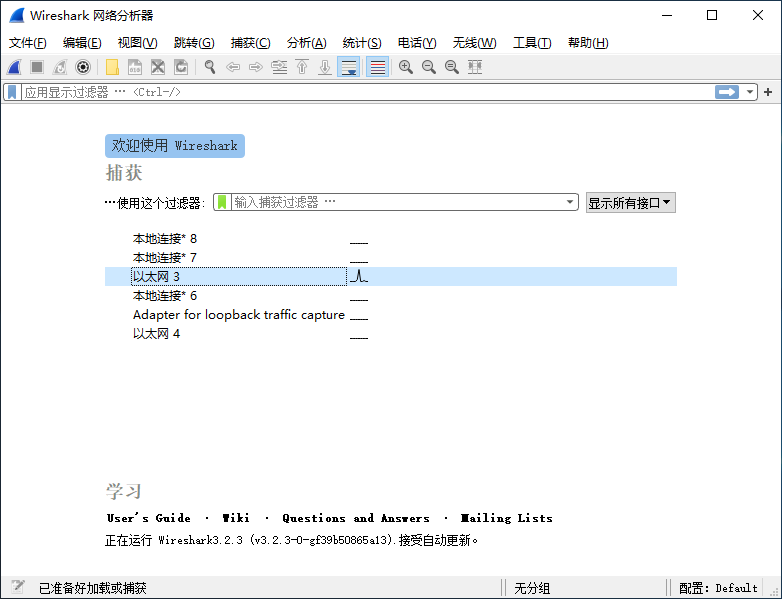 Wireshark 网络分析器
文件(F) 编辑(E) 视图(V) 跳转(G) 捕获(C) 分析(A) 统计(S) 电话(Y) 无线(W) 工具(T) 帮助(H)
应用显示过滤器 … <Ctrl-/>
欢迎使用 Wireshark
捕获
…使用这个过滤器: 输入捕获过滤器 … 显示所有接口
本地连接* 8
本地连接* 7
以太网 3
本地连接* 6
Adapter for loopback traffic capture
以太网 4
学习
User's Guide · Wiki · Questions and Answers · Mailing Lists
正在运行 Wireshark3.2.3 (v3.2.3-0-gf39b50865a13).接受自动更新。
已准备好加载或捕获 无分组 配置: Default